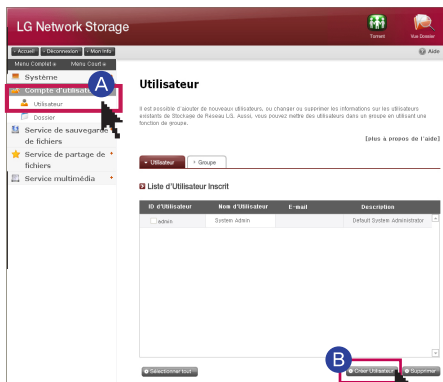 LG Network Storage
Torrent
Vue Dossier
Accueil
Déconnexion
Mon Info
Aide
Menu Complet
Menu Court
Système
Compte d'utilisateur
A
Utilisateur
Dossier
Service de sauvegarde de fichiers
Service de partage de fichiers
Service multimédia
Utilisateur
Il est possible d'ajouter de nouveaux utilisateurs, ou changer ou supprimer les informations sur les utilisateurs
existants de Stockage de Reseau LG. Aussi, vous pouvez mettre des utilisateurs dans un groupe en utilisant une
fonction de groupe.
[plus à propos de l'aide]
Utilisateur
Groupe
Liste d'Utilisateur Inscrit
ID d'Utilisateur
Nom d'Utilisateur
E-mail
Description
admin
System Admin
Default System Administrator
B
Sélectionner tout
Créer Utilisateur
Supprimer